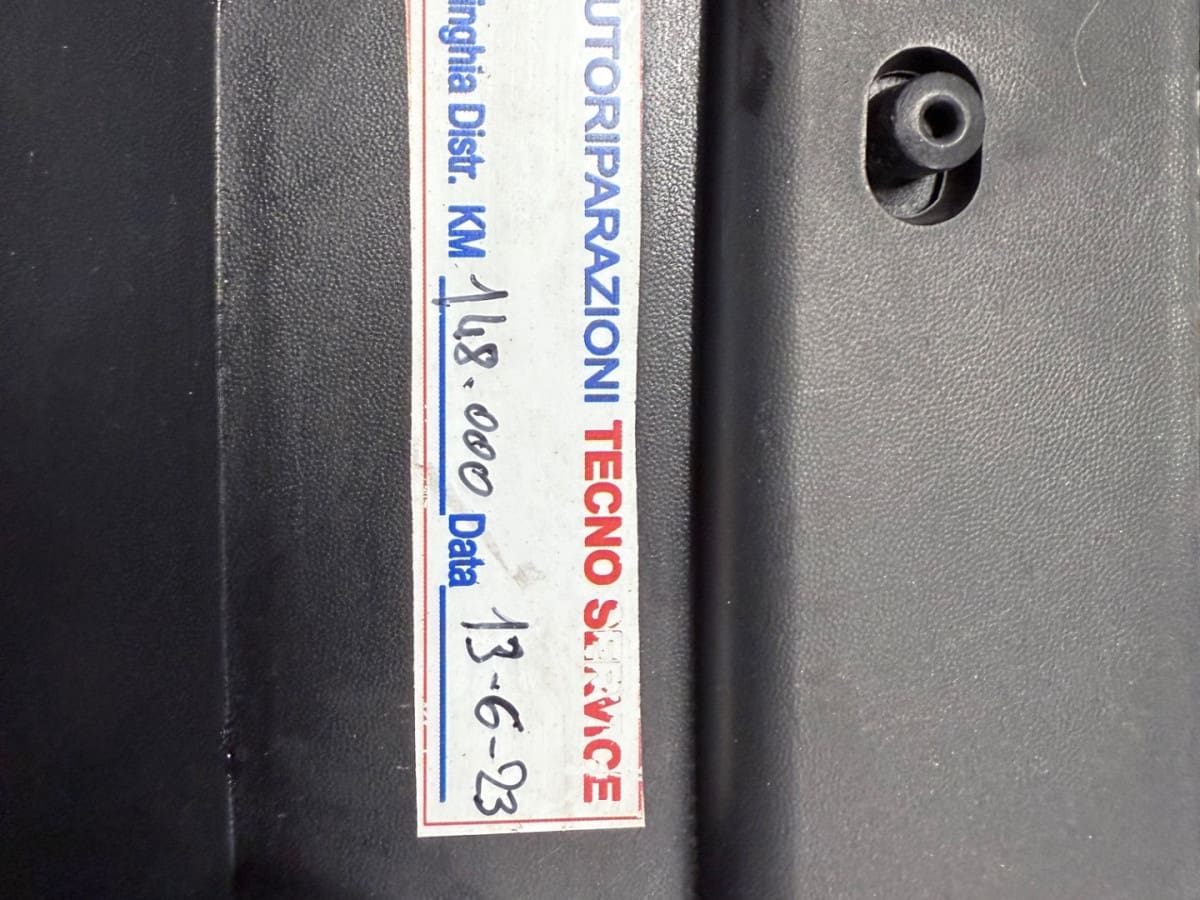 UTORIPARAZIONI TECNO SERVICE
inghia Distr. KM 148.000 Data 13-6-23